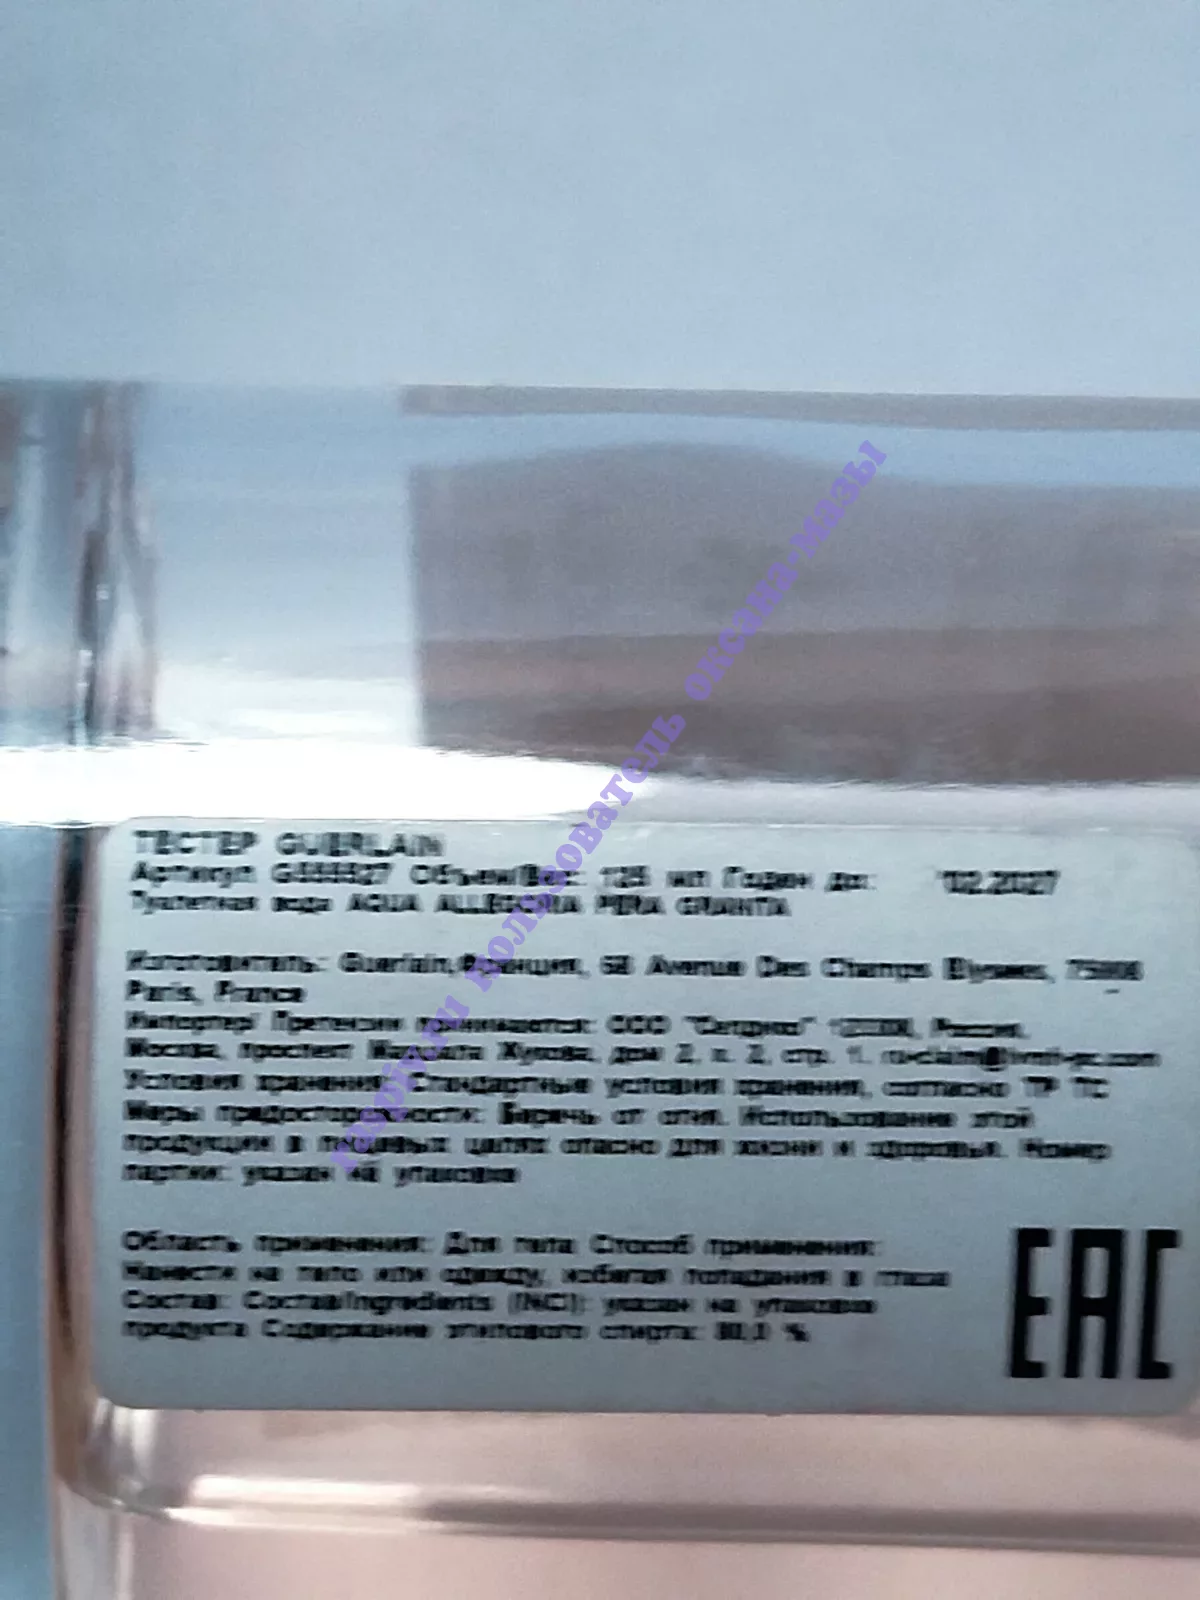 ТЕСТЕР GUERLAIN
Артикул Объем/Вес: 125 мл Годен до: 02.2027
Туалетная вода AQUA ALLEGORIA PERA GRANITA
Изготовитель: Guerlain, Франция, 68 Avenue Des Champs Elysees, 75008
Paris, France
Импортер/ Претензии принимаются: ООО Россия,
Москва, проспект Маршала Жукова, дом 2, п. 2, стр. 1.
Условия хранения: Стандартные условия хранения, согласно ТР ТС
Меры предосторожности: Беречь от огня. Использование этой
продукции в пищевых целях опасно для жизни и здоровья. Номер
партии: указан на упаковке
Область применения: Для тела Способ применения:
Нанести на тело или одежду, избегая попадания в глаза
Состав: Состав/Ingredients (INCI): указан на упаковке
продукта Содержание этилового спирта: %
EAC
raspiv.ru пользователь оксана-мазы